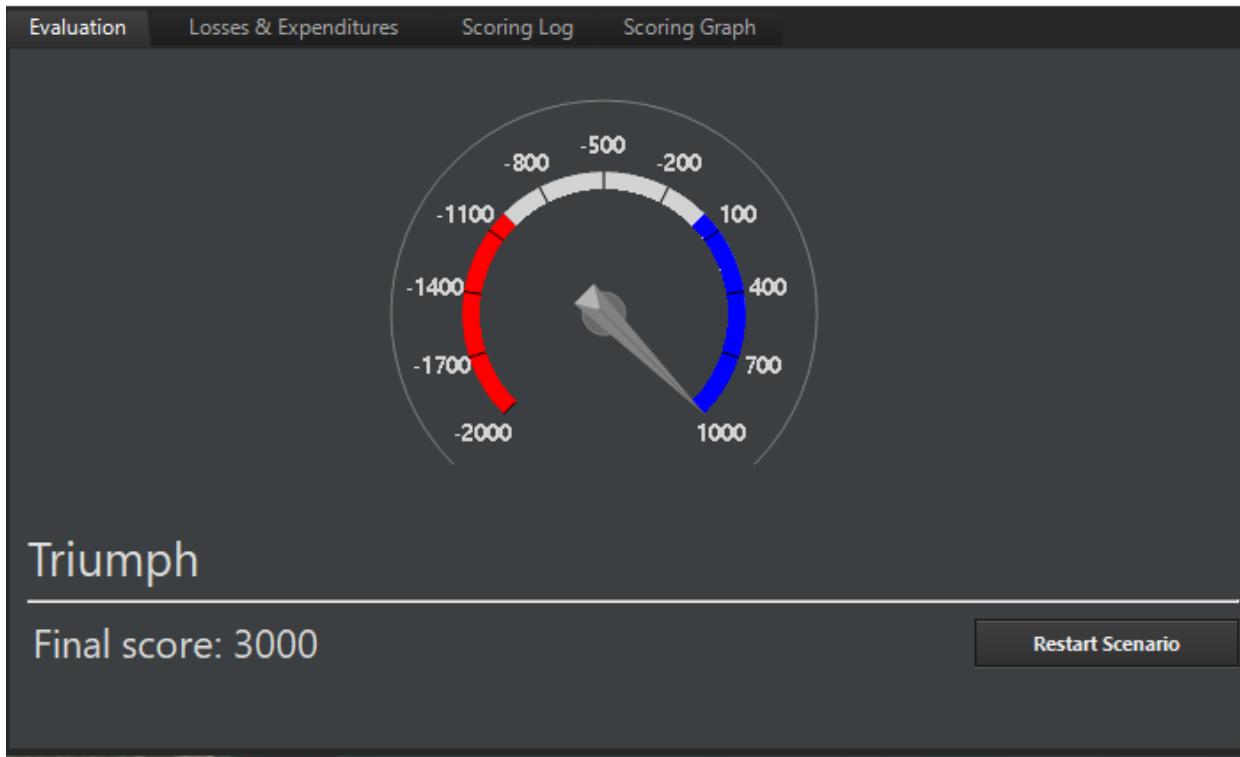 Evaluation Losses & Expenditures Scoring Log Scoring Graph
-500
-800 -200
-1100 100
-1400 400
-1700 700
-2000 1000
Triumph
Final score: 3000 Restart Scenario